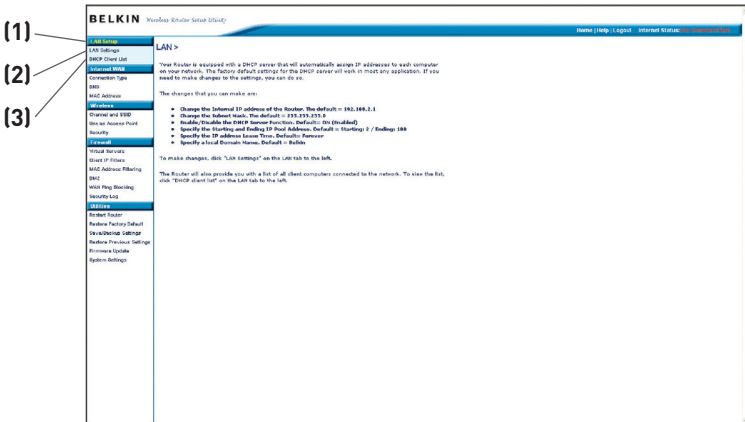 BELKIN Wireless Router Setup Utility
Home | Help | Logout Internet Status:
(1)
(2)
(3)
LAN Setup
LAN Settings
DHCP Client List
Internet WAN
Connection Type
DNS
MAC Address
Wireless
Channel and SSID
Use as Access Point
Security
Firewall
Virtual Servers
Client IP Filters
MAC Address Filtering
DMZ
WAN Ping Blocking
Security Log
Utilities
Restart Router
Restore Factory Default
Save/Backup Settings
Restore Previous Settings
Firmware Update
System Settings
LAN >
Your Router is equipped with a DHCP server that will automatically assign IP addresses to each computer
on your network. The factory default settings for the DHCP server will work in most any application. If you
need to make changes to the settings, you can do so.
The changes that you can make are:
• Change the Internal IP address of the Router. The default = 192.168.2.1
• Change the Subnet Mask. The default = 255.255.255.0
• Enable/Disable the DHCP Server Function. Default= ON (Enabled)
• Specify the Starting and Ending IP Pool Address. Default = Starting: 2 / Ending: 100
• Specify the IP address Lease Time. Default= Forever
• Specify a local Domain Name. Default = Belkin
To make changes, click "LAN Settings" on the LAN tab to the left.
The Router will also provide you with a list of all client computers connected to the network. To view the list,
click "DHCP client list" on the LAN tab to the left.